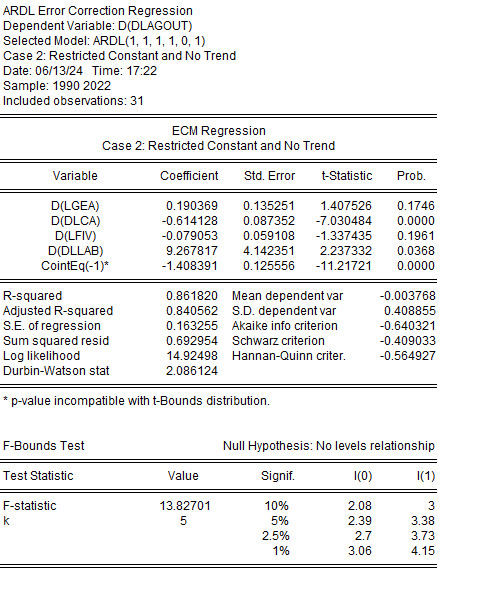 ARDL Error Correction Regression
Dependent Variable: D(DLAGOUT)
Selected Model: ARDL(1, 1, 1, 1, 0, 1)
Case 2: Restricted Constant and No Trend
Date: 06/13/24 Time: 17:22
Sample: 1990 2022
Included observations: 31
ECM Regression
Case 2: Restricted Constant and No Trend
Variable Coefficient Std. Error t-Statistic Prob.
D(LGEA) 0.190369 0.135251 1.407526 0.1746
D(DLCA) -0.614128 0.087352 -7.030484 0.0000
D(LFIV) -0.079053 0.059108 -1.337435 0.1961
D(DLLAB) 9.267817 4.142351 2.237332 0.0368
CointEq(-1)* -1.408391 0.125556 -11.21721 0.0000
R-squared 0.861820 Mean dependent var -0.003768
Adjusted R-squared 0.840562 S.D. dependent var 0.408855
S.E. of regression 0.163255 Akaike info criterion -0.640321
Sum squared resid 0.692954 Schwarz criterion -0.409033
Log likelihood 14.92498 Hannan-Quinn criter. -0.564927
Durbin-Watson stat 2.086124
* p-value incompatible with t-Bounds distribution.
F-Bounds Test Null Hypothesis: No levels relationship
Test Statistic Value Signif. I(0) I(1)
F-statistic 13.82701 10% 2.08 3
k 5 5% 2.39 3.38
2.5% 2.7 3.73
1% 3.06 4.15